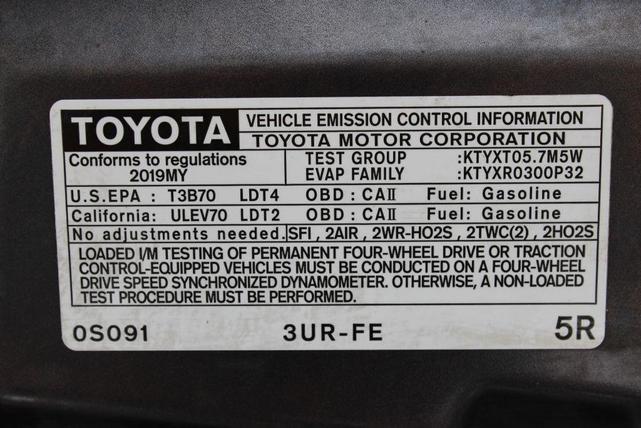 TOYOTA VEHICLE EMISSION CONTROL INFORMATION
TOYOTA MOTOR CORPORATION
Conforms to regulations TEST GROUP :KTYXT05.7M5W
2019MY EVAP FAMILY :KTYXR0300P32
U.S.EPA : T3B70 LDT4 OBD : CAII Fuel: Gasoline
California: ULEV70 LDT2 OBD : CAII Fuel: Gasoline
No adjustments needed. SFI , 2AIR , 2WR-HO2S , 2TWC(2) , 2HO2S
LOADED I/M TESTING OF PERMANENT FOUR-WHEEL DRIVE OR TRACTION
CONTROL-EQUIPPED VEHICLES MUST BE CONDUCTED ON A FOUR-WHEEL
DRIVE SPEED SYNCHRONIZED DYNAMOMETER. OTHERWISE, A NON-LOADED
TEST PROCEDURE MUST BE PERFORMED.
0S091 3UR-FE 5R